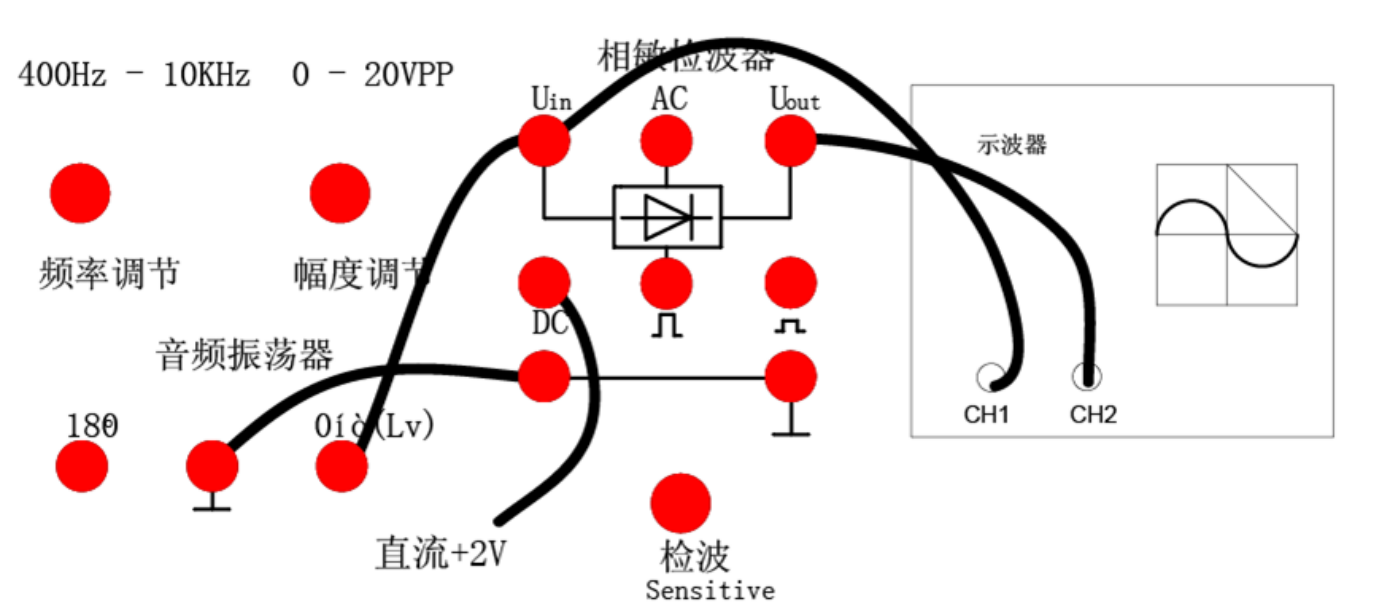 相敏检波器
400Hz - 10KHz 0 - 20VPP
Uin AC Uout
示波器
频率调节 幅度调节
DC
音频振荡器
180 0íò(Lv)
CH1 CH2
直流+2V
检波
Sensitive